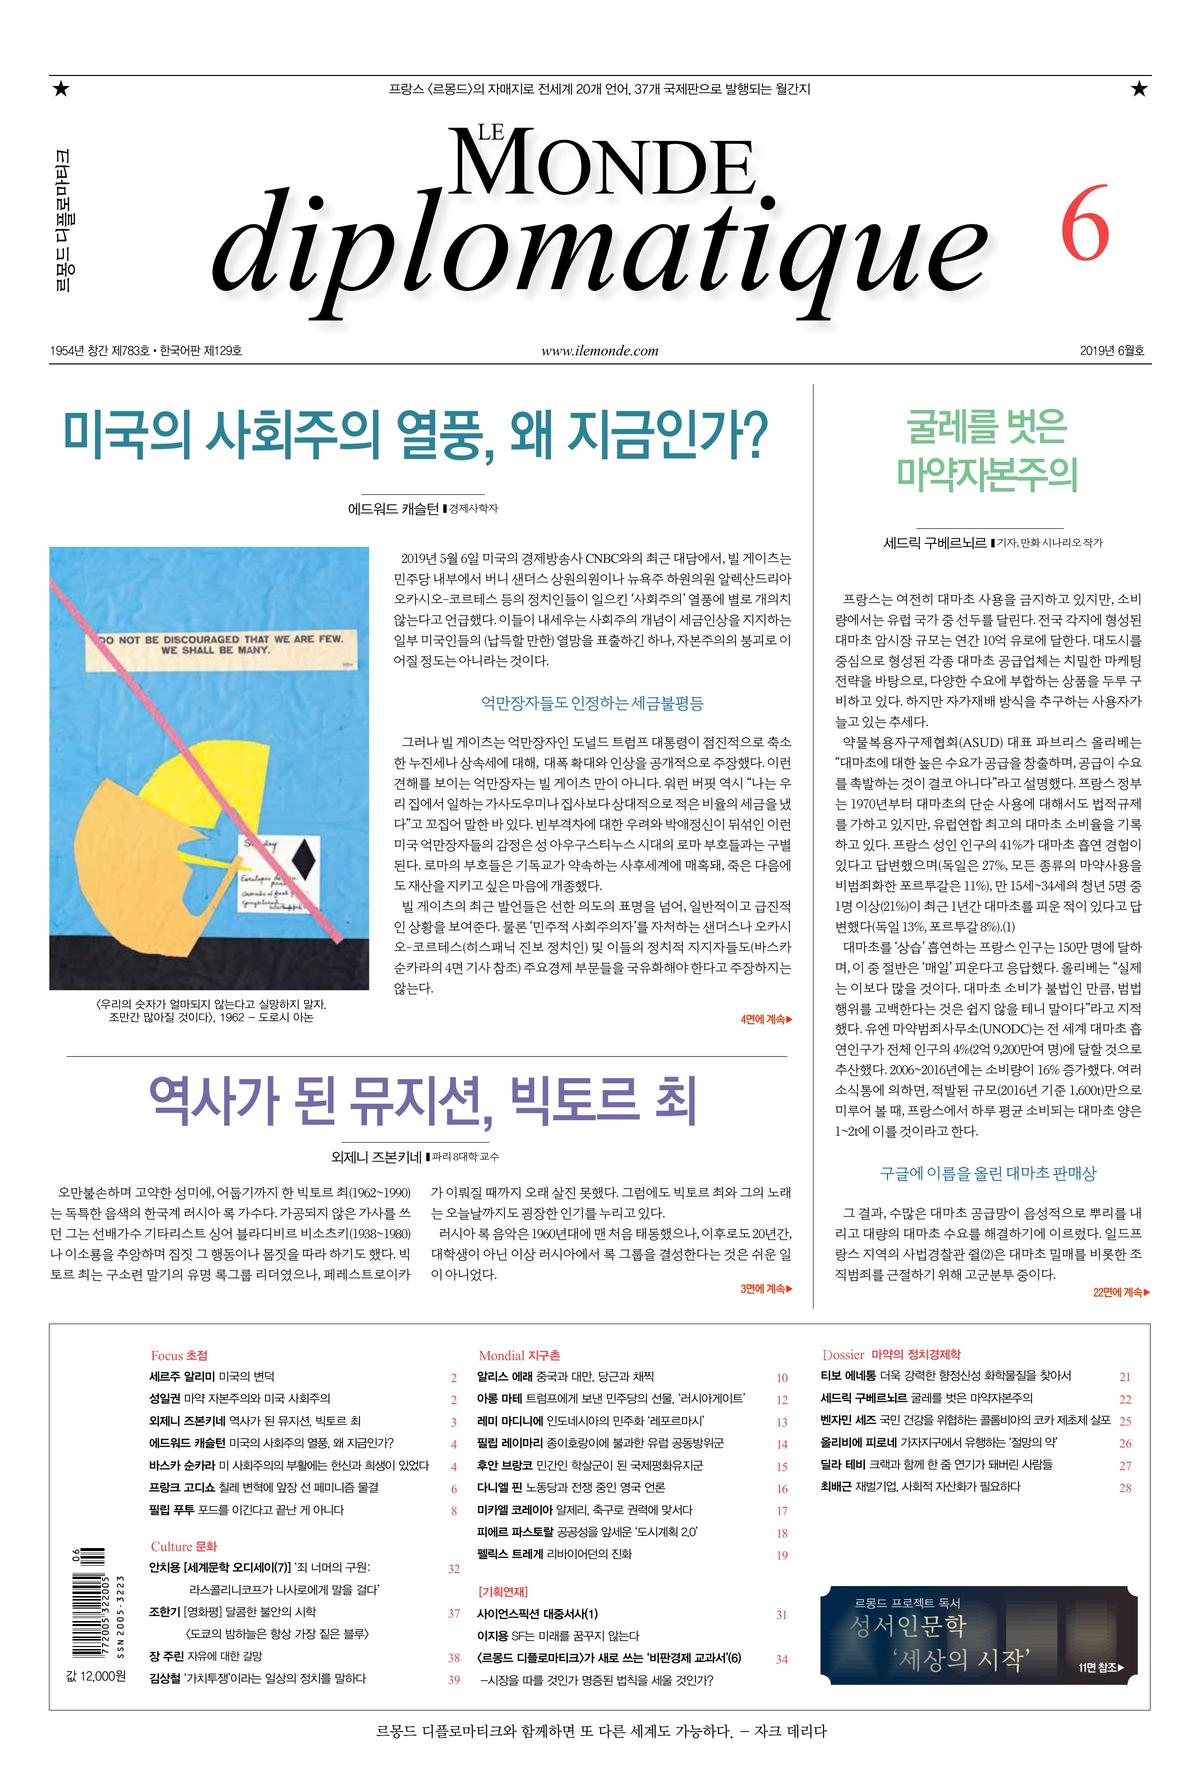 ★ 프랑스 〈르몽드〉의 자매지로 전세계 20개 언어, 37개 국제판으로 발행되는 월간지 ★
르몽드 디플로마티크
LE
MONDE
diplomatique
6
1954년 창간 제783호 • 한국어판 제129호
www.ilemonde.com
2019년 6월호
미국의 사회주의 열풍, 왜 지금인가?
에드워드 캐슬턴 ▮경제사학자
DO NOT BE DISCOURAGED THAT WE ARE FEW.
WE SHALL BE MANY.
〈우리의 숫자가 얼마되지 않는다고 실망하지 말자.
조만간 많아질 것이다〉, 1962 – 도로시 아논
2019년 5월 6일 미국의 경제방송사 CNBC와의 최근 대담에서, 빌 게이츠는
민주당 내부에서 버니 샌더스 상원의원이나 뉴욕주 하원의원 알렉산드리아
오카시오-코르테스 등의 정치인들이 일으킨 ‘사회주의’ 열풍에 별로 개의치
않는다고 언급했다. 이들이 내세우는 사회주의 개념이 세금인상을 지지하는
일부 미국인들의 (납득할 만한) 열망을 표출하긴 하나, 자본주의의 붕괴로 이
어질 정도는 아니라는 것이다.
억만장자들도 인정하는 세금불평등
그러나 빌 게이츠는 억만장자인 도널드 트럼프 대통령이 점진적으로 축소
한 누진세나 상속세에 대해, 대폭 확대와 인상을 공개적으로 주장했다. 이런
견해를 보이는 억만장자는 빌 게이츠 만이 아니다. 워런 버핏 역시 “나는 우
리 집에서 일하는 가사도우미나 집사보다 상대적으로 적은 비율의 세금을 냈
다”고 꼬집어 말한 바 있다. 빈부격차에 대한 우려와 박애정신이 뒤섞인 이런
미국 억만장자들의 감정은 성 아우구스티누스 시대의 로마 부호들과는 구별
된다. 로마의 부호들은 기독교가 약속하는 사후세계에 매혹돼, 죽은 다음에
도 재산을 지키고 싶은 마음에 개종했다.
빌 게이츠의 최근 발언들은 선한 의도의 표명을 넘어, 일반적이고 급진적
인 상황을 보여준다. 물론 ‘민주적 사회주의자’를 자처하는 샌더스나 오카시
오-코르테스(히스패닉 진보 정치인) 및 이들의 정치적 지지자들도(바스카
순카라의 4면 기사 참조) 주요경제 부문들을 국유화해야 한다고 주장하지는
않는다.
4면에 계속▶
역사가 된 뮤지션, 빅토르 최
외제니 즈본키네 ▮파리 8대학 교수
오만불손하며 고약한 성미에, 어둡기까지 한 빅토르 최(1962~1990)
는 독특한 음색의 한국계 러시아 록 가수다. 가공되지 않은 가사를 쓰
던 그는 선배가수 기타리스트 싱어 블라디비르 비소츠키(1938~1980)
나 이소룡을 추앙하며 짐짓 그 행동이나 몸짓을 따라 하기도 했다. 빅
토르 최는 구소련 말기의 유명 록그룹 리더였으나, 페레스트로이카
가 이뤄질 때까지 오래 살진 못했다. 그럼에도 빅토르 최와 그의 노래
는 오늘날까지도 굉장한 인기를 누리고 있다.
러시아 록 음악은 1960년대에 맨 처음 태동했으나, 이후로도 20년간,
대학생이 아닌 이상 러시아에서 록 그룹을 결성한다는 것은 쉬운 일
이 아니었다.
3면에 계속▶
굴레를 벗은
마약자본주의
세드릭 구베르뇌르 ▮기자, 만화 시나리오 작가
프랑스는 여전히 대마초 사용을 금지하고 있지만, 소비
량에서는 유럽 국가 중 선두를 달린다. 전국 각지에 형성된
대마초 암시장 규모는 연간 10억 유로에 달한다. 대도시를
중심으로 형성된 각종 대마초 공급업체는 치밀한 마케팅
전략을 바탕으로, 다양한 수요에 부합하는 상품을 두루 구
비하고 있다. 하지만 자가재배 방식을 추구하는 사용자가
늘고 있는 추세다.
약물복용자구제협회(ASUD) 대표 파브리스 올리베는
“대마초에 대한 높은 수요가 공급을 창출하며, 공급이 수요
를 촉발하는 것이 결코 아니다”라고 설명했다. 프랑스 정부
는 1970년부터 대마초의 단순 사용에 대해서도 법적규제
를 가하고 있지만, 유럽연합 최고의 대마초 소비율을 기록
하고 있다. 프랑스 성인 인구의 41%가 대마초 흡연 경험이
있다고 답변했으며(독일은 27%, 모든 종류의 마약사용을
비범죄화한 포르투갈은 11%), 만 15세~34세의 청년 5명 중
1명 이상(21%)이 최근 1년간 대마초를 피운 적이 있다고 답
변했다(독일 13%, 포르투갈 8%).(1)
대마초를 ‘상습’ 흡연하는 프랑스 인구는 150만 명에 달하
며, 이 중 절반은 ‘매일’ 피운다고 응답했다. 올리베는 “실제
는 이보다 많을 것이다. 대마초 소비가 불법인 만큼, 범법
행위를 고백한다는 것은 쉽지 않을 테니 말이다”라고 지적
했다. 유엔 마약범죄사무소(UNODC)는 전 세계 대마초 흡
연인구가 전체 인구의 4%(2억 9,200만여 명)에 달할 것으로
추산했다. 2006~2016년에는 소비량이 16% 증가했다. 여러
소식통에 의하면, 적발된 규모(2016년 기준 1,600t)만으로
미루어 볼 때, 프랑스에서 하루 평균 소비되는 대마초 양은
1~2t에 이를 것이라고 한다.
구글에 이름을 올린 대마초 판매상
그 결과, 수많은 대마초 공급망이 음성적으로 뿌리를 내
리고 대량의 대마초 수요를 해결하기에 이르렀다. 일드프
랑스 지역의 사법경찰관 쥘(2)은 대마초 밀매를 비롯한 조
직범죄를 근절하기 위해 고군분투 중이다.
22면에 계속▶
Focus 초점
세르주 알리미 미국의 변덕 2
성일권 마약 자본주의와 미국 사회주의 2
외제니 즈본키네 역사가 된 뮤지션, 빅토르 최 3
에드워드 캐슬턴 미국의 사회주의 열풍, 왜 지금인가? 4
바스카 순카라 미 사회주의의 부활에는 헌신과 희생이 있었다 4
프랑크 고디쇼 칠레 변혁에 앞장 선 페미니즘 물결 6
필립 푸투 포드를 이긴다고 끝난 게 아니다 8
Culture 문화
안치용 [세계문학 오디세이(7)] ‘죄 너머의 구원: 32
라스콜리니코프가 나사로에게 말을 걸다’
조한기 [영화평] 달콤한 불안의 시학 37
〈도쿄의 밤하늘은 항상 가장 짙은 블루〉
장 주린 자유에 대한 갈망 38
김상철 ‘가치투쟁’이라는 일상의 정치를 말하다 39
Mondial 지구촌
알리스 에래 중국과 대만, 당근과 채찍 10
아롱 마테 트럼프에게 보낸 민주당의 선물, ‘러시아게이트’ 12
레미 마디니에 인도네시아의 민주화 ‘레포르마시’ 13
필립 레이마리 종이호랑이에 불과한 유럽 공동방위군 14
후안 브랑코 민간인 학살군이 된 국제평화유지군 15
다니엘 핀 노동당과 전쟁 중인 영국 언론 16
미카엘 코레이아 알제리, 축구로 권력에 맞서다 17
피에르 파스토랄 공공성을 앞세운 ‘도시계획 2.0’ 18
펠릭스 트레게 리바이어던의 진화 19
[기획연재]
사이언스픽션 대중서사(1) 31
이지용 SF는 미래를 꿈꾸지 않는다
〈르몽드 디플로마티크〉가 새로 쓰는 ‘비판경제 교과서’(6) 34
–시장을 따를 것인가 명증된 법칙을 세울 것인가?
Dossier 마약의 정치경제학
티보 에네통 더욱 강력한 향정신성 화학물질을 찾아서 21
세드릭 구베르뇌르 굴레를 벗은 마약자본주의 22
벤자민 세즈 국민 건강을 위협하는 콜롬비아의 코카 제초제 살포 25
올리비에 피로네 가자지구에서 유행하는 ‘절망의 약’ 26
딜라 테비 크랙과 함께 한 줌 연기가 돼버린 사람들 27
최배근 재벌기업, 사회적 자산화가 필요하다 28
르몽드 프로젝트 독서
성서인문학
‘세상의 시작’
11면 참조▶
06
772005 322005
SSN 2005-3223
값 12,000원
르몽드 디플로마티크와 함께하면 또 다른 세계도 가능하다. – 자크 데리다